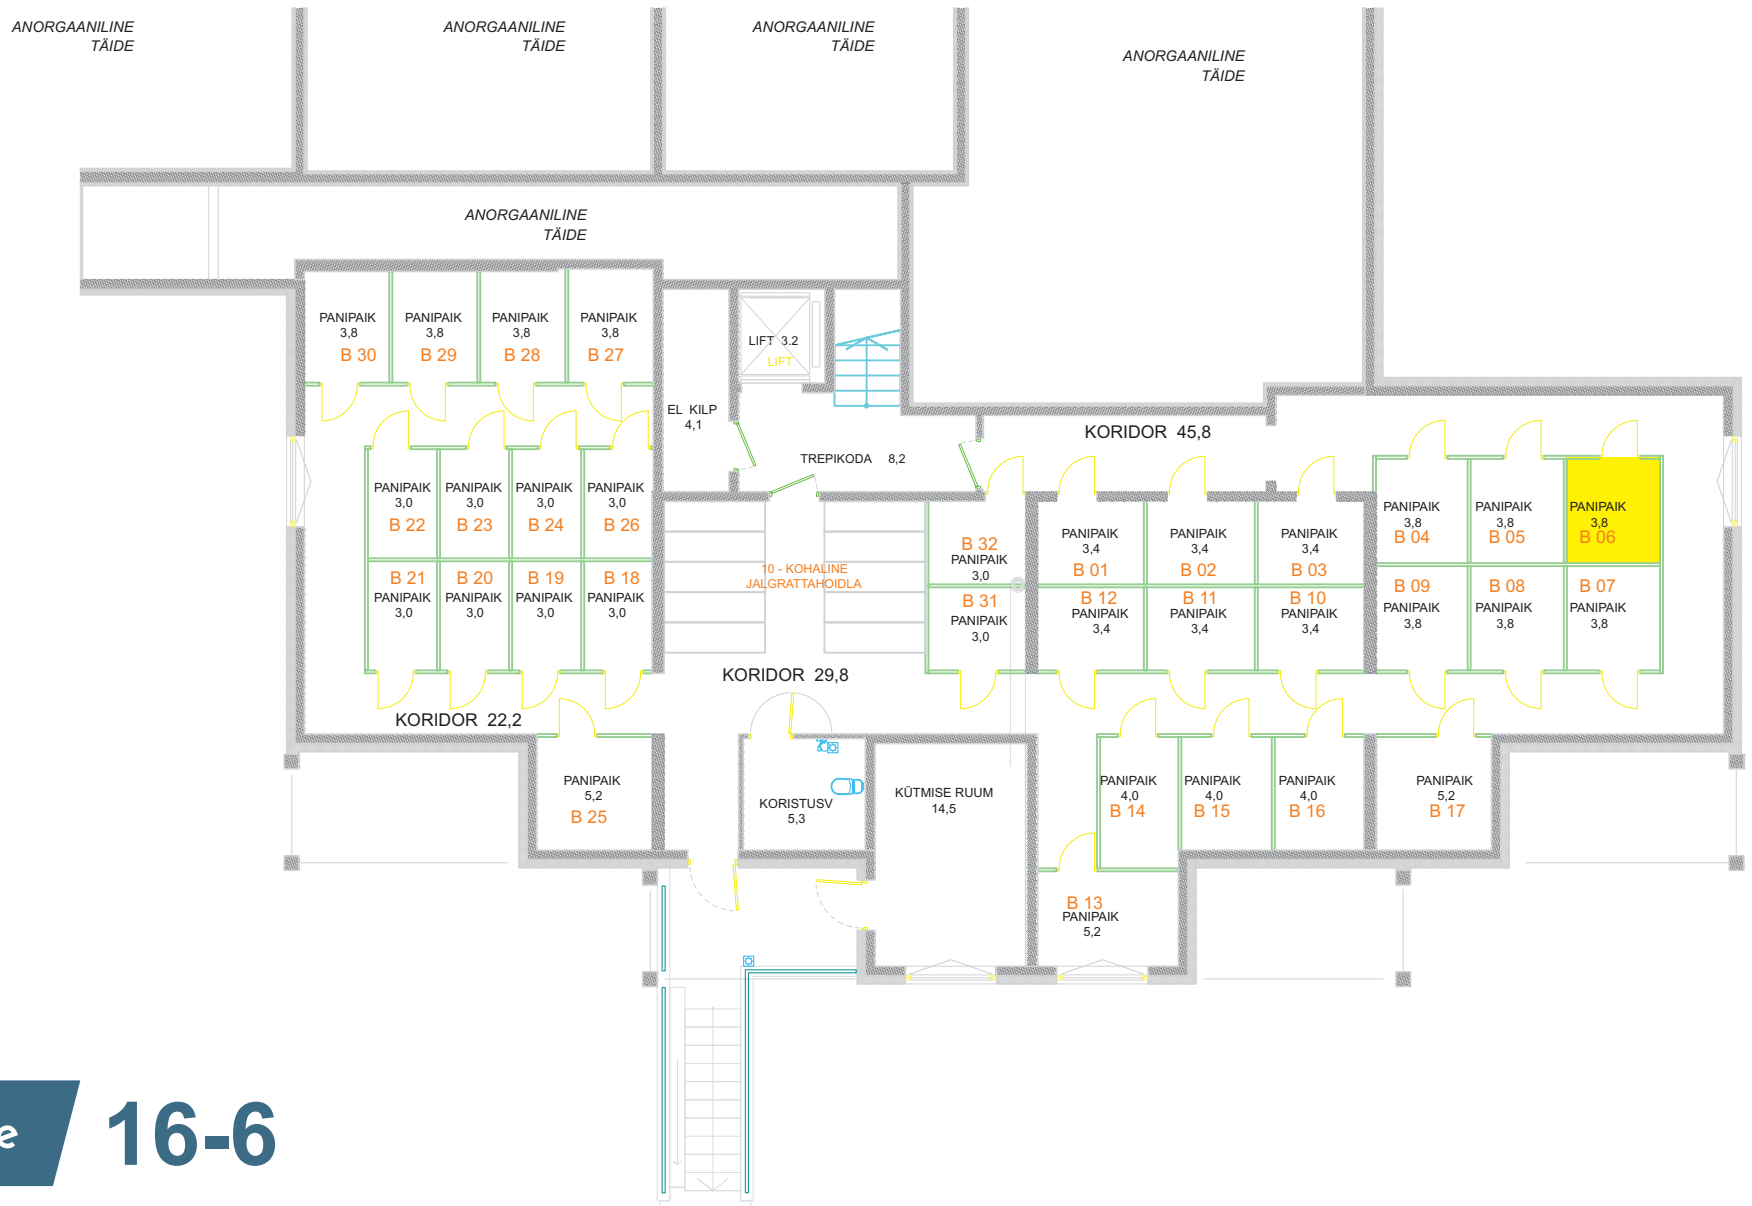 ANORGAANILINE
TÄIDE
ANORGAANILINE
TÄIDE
ANORGAANILINE
TÄIDE
ANORGAANILINE
TÄIDE
ANORGAANILINE
TÄIDE
PANIPAIK
3,8
B 30
PANIPAIK
3,8
B 29
PANIPAIK
3,8
B 28
PANIPAIK
3,8
B 27
LIFT 3.2
LIFT
EL KILP
4,1
TREPIKODA 8,2
KORIDOR 45,8
PANIPAIK
3,0
B 22
PANIPAIK
3,0
B 23
PANIPAIK
3,0
B 24
PANIPAIK
3,0
B 26
B 21
PANIPAIK
3,0
B 20
PANIPAIK
3,0
B 19
PANIPAIK
3,0
B 18
PANIPAIK
3,0
10 - KOHALINE
JALGRATTAHOIDLA
B 32
PANIPAIK
3,0
B 31
PANIPAIK
3,0
PANIPAIK
3,4
B 01
PANIPAIK
3,4
B 02
PANIPAIK
3,4
B 03
B 12
PANIPAIK
3,4
B 11
PANIPAIK
3,4
B 10
PANIPAIK
3,4
PANIPAIK
3,8
B 04
PANIPAIK
3,8
B 05
PANIPAIK
3,8
B 06
B 09
PANIPAIK
3,8
B 08
PANIPAIK
3,8
B 07
PANIPAIK
3,8
KORIDOR 29,8
KORIDOR 22,2
PANIPAIK
5,2
B 25
KORISTUSV
5,3
KÜTMISE RUUM
14,5
PANIPAIK
4,0
B 14
PANIPAIK
4,0
B 15
PANIPAIK
4,0
B 16
PANIPAIK
5,2
B 17
B 13
PANIPAIK
5,2
e
16-6